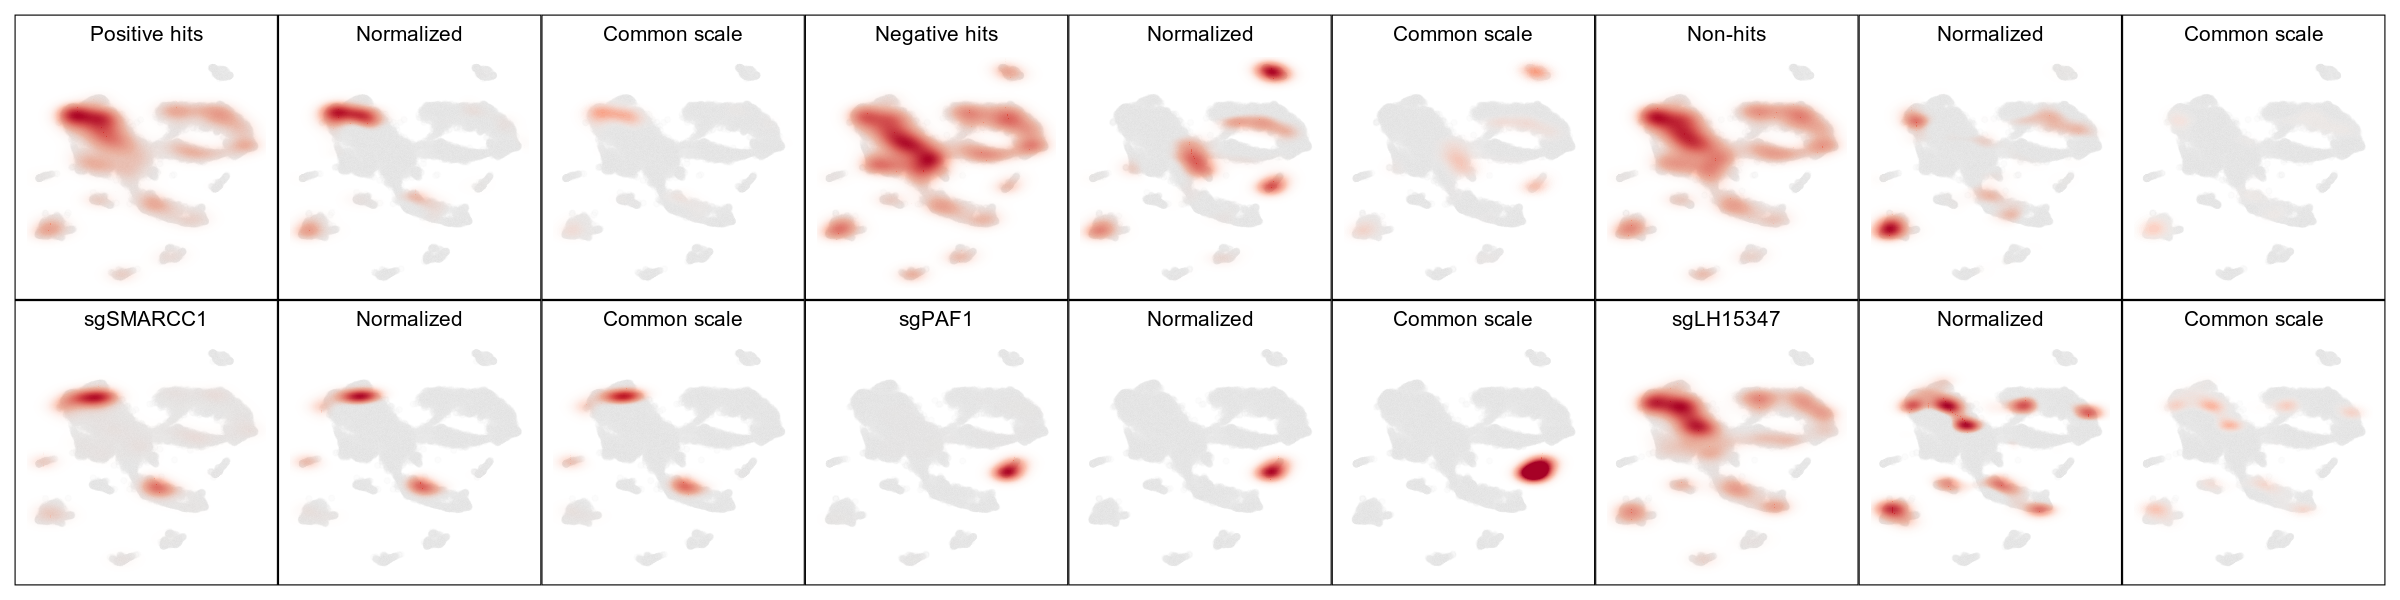 Positive hits
Normalized
Common scale
Negative hits
Normalized
Common scale
Non-hits
Normalized
Common scale
sgSMARCC1
Normalized
Common scale
sgPAF1
Normalized
Common scale
sgLH15347
Normalized
Common scale